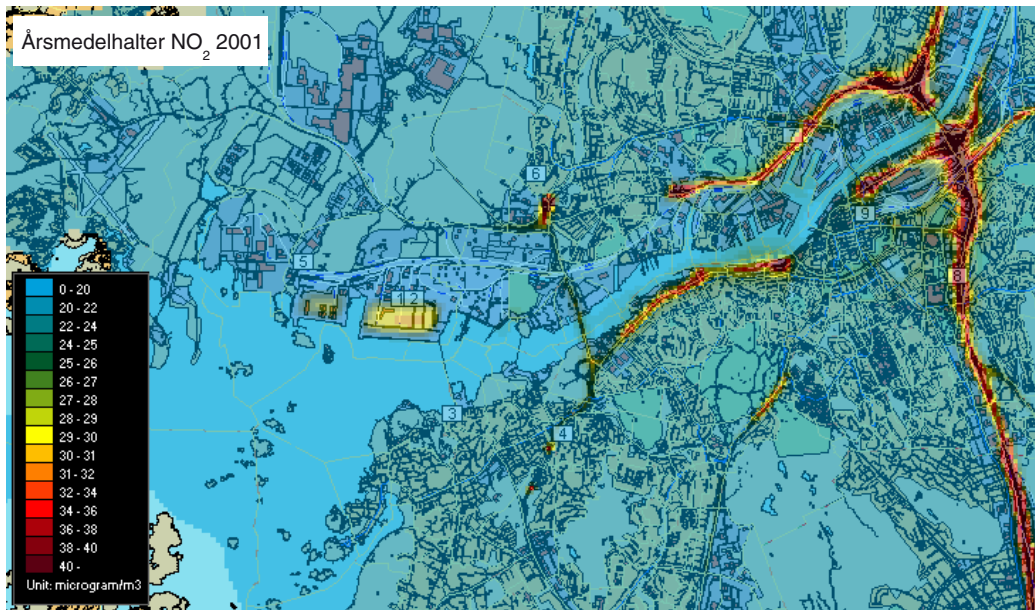 Årsmedelhalter NO2 2001
6
5
1 2
9
8
3
4
0 - 20
20 - 22
22 - 24
24 - 25
25 - 26
26 - 27
27 - 28
28 - 29
29 - 30
30 - 31
31 - 32
32 - 34
34 - 36
36 - 38
38 - 40
40 -
Unit: microgram/m3